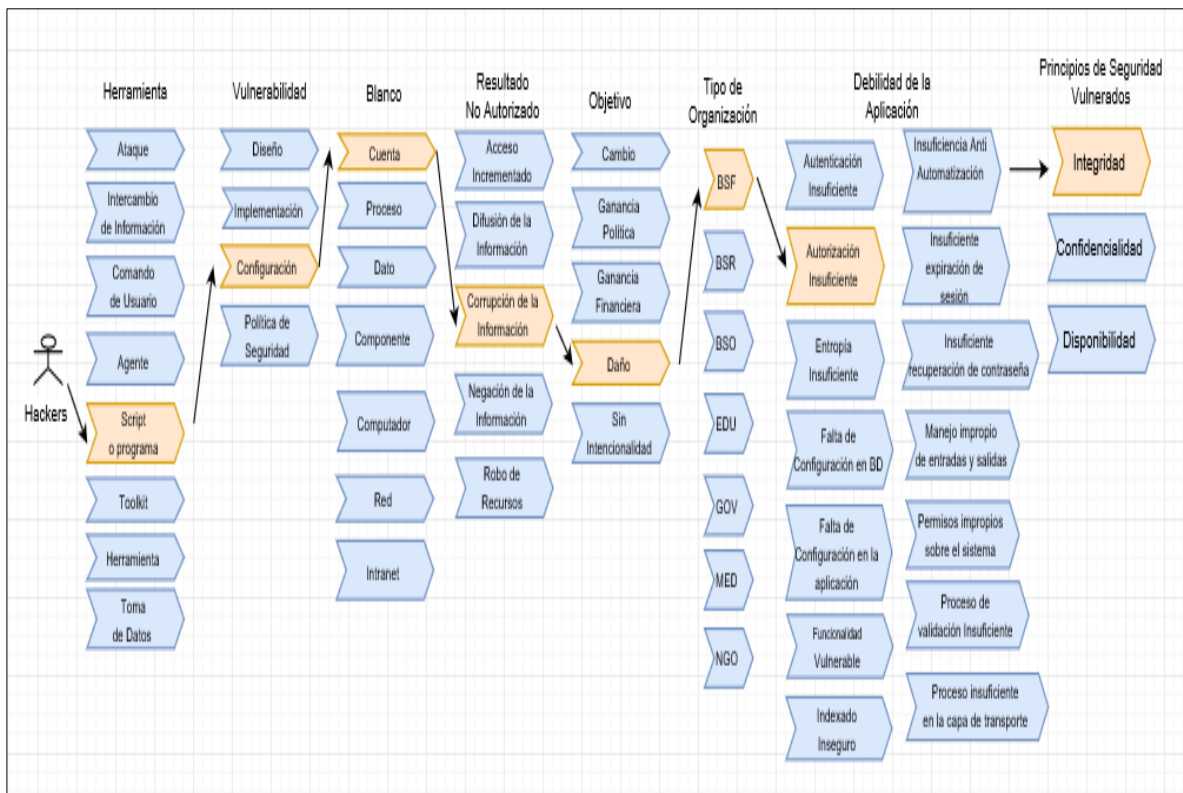 Herramienta
Ataque
Intercambio
de Información
Comando
de Usuario
Agente
Hackers
Script
o programa
Toolkit
Herramienta
Toma
de Datos
Vulnerabilidad
Diseño
Implementación
Configuración
Política de
Seguridad
Blanco
Cuenta
Proceso
Dato
Componente
Computador
Red
Intranet
Resultado
No Autorizado
Acceso
Incrementado
Difusión de la
Información
Corrupción de la
Información
Negación de la
Información
Robo de
Recursos
Objetivo
Cambio
Ganancia
Política
Ganancia
Financiera
Daño
Sin
Intencionalidad
Tipo de
Organización
BSF
BSR
BSO
EDU
GOV
MED
NGO
Debilidad de la
Aplicación
Autenticación
Insuficiente
Autorización
Insuficiente
Entropía
Insuficiente
Falta de
Configuración en BD
Falta de
Configuración en la
aplicación
Funcionalidad
Vulnerable
Indexado
Inseguro
Insuficiencia Anti
Automatización
Insuficiente
expiración de
sesión
Insuficiente
recuperación de contraseña
Manejo impropio
de entradas y salidas
Permisos impropios
sobre el sistema
Proceso de
validación Insuficiente
Proceso insuficiente
en la capa de transporte
Principios de Seguridad
Vulnerados
Integridad
Confidencialidad
Disponibilidad